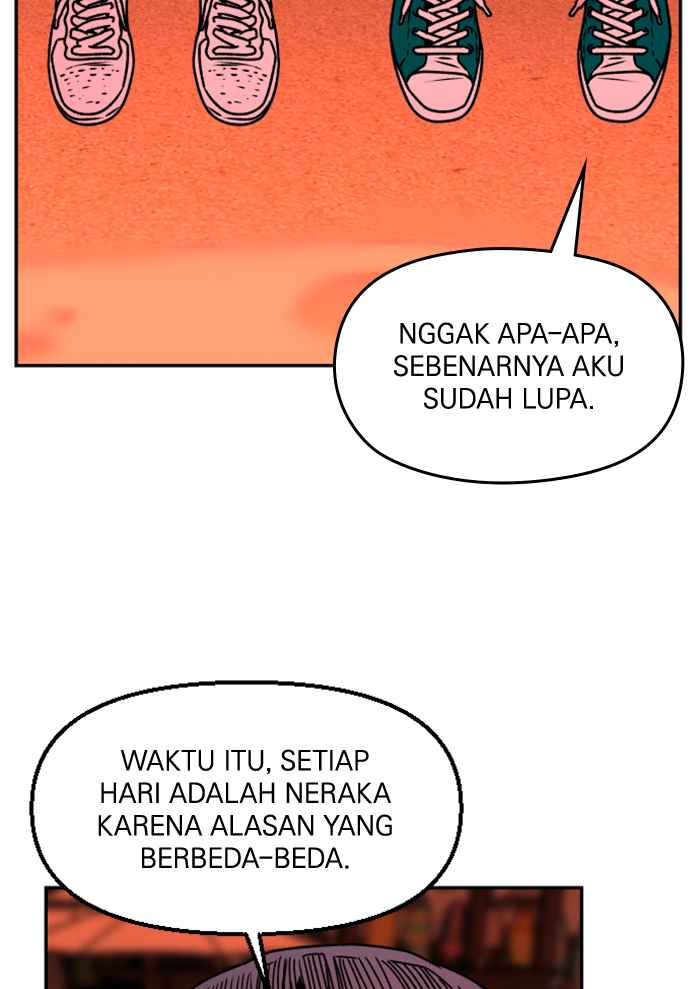 NGGAK APA-APA,
SEBENARNYA AKU
SUDAH LUPA.
WAKTU ITU, SETIAP
HARI ADALAH NERAKA
KARENA ALASAN YANG
BERBEDA-BEDA.